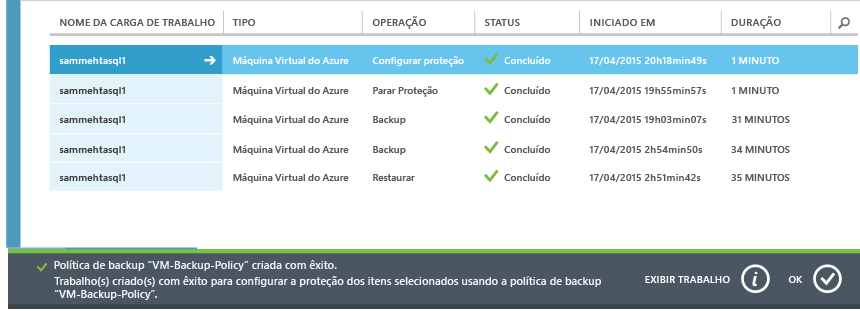 NOME DA CARGA DE TRABALHO TIPO OPERAÇÃO STATUS INICIADO EM DURAÇÃO
sammehtasql1 Máquina Virtual do Azure Configurar proteção Concluído 17/04/2015 20h18min49s 1 MINUTO
sammehtasql1 Máquina Virtual do Azure Parar Proteção Concluído 17/04/2015 19h55min57s 1 MINUTO
sammehtasql1 Máquina Virtual do Azure Backup Concluído 17/04/2015 19h03min07s 31 MINUTOS
sammehtasql1 Máquina Virtual do Azure Backup Concluído 17/04/2015 2h54min50s 34 MINUTOS
sammehtasql1 Máquina Virtual do Azure Restaurar Concluído 17/04/2015 2h51min42s 35 MINUTOS
Política de backup “VM-Backup-Policy” criada com êxito.
Trabalho(s) criado(s) com êxito para configurar a proteção dos itens selecionados usando a política de backup
“VM-Backup-Policy”.
EXIBIR TRABALHO i OK